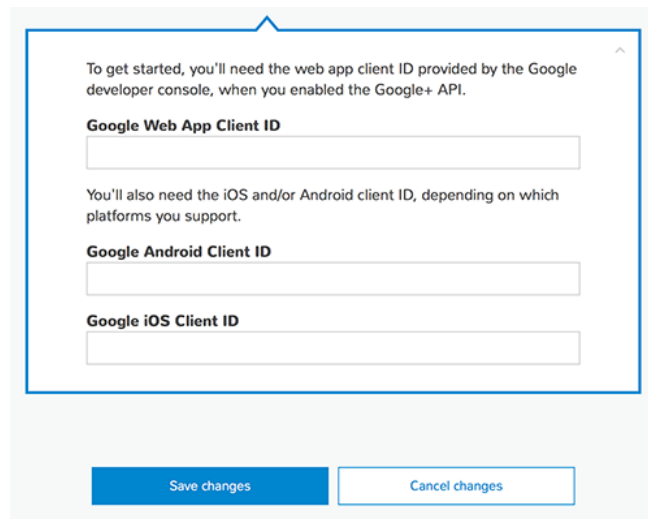 To get started, you'll need the web app client ID provided by the Google
developer console, when you enabled the Google+ API.
Google Web App Client ID
You'll also need the iOS and/or Android client ID, depending on which
platforms you support.
Google Android Client ID
Google iOS Client ID
Save changes
Cancel changes